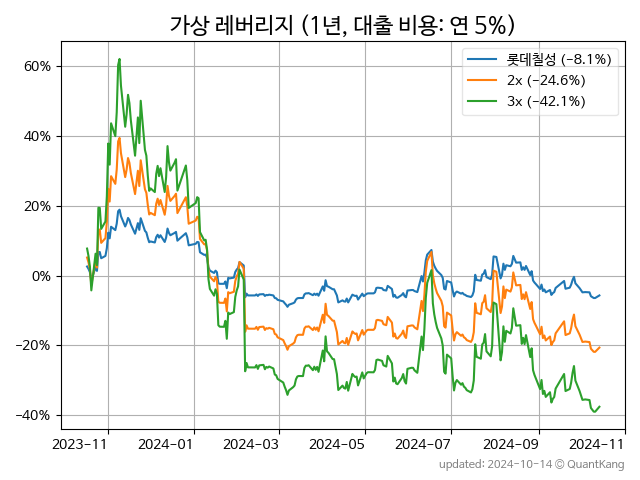 가상 레버리지 (1년, 대출 비용: 연 5%)
롯데칠성 (-8.1%)
2x (-24.6%)
3x (-42.1%)
60%
40%
20%
0%
−20%
−40%
2023-11 2024-01 2024-03 2024-05 2024-07 2024-09 2024-11
updated: 2024-10-14 © QuantKang